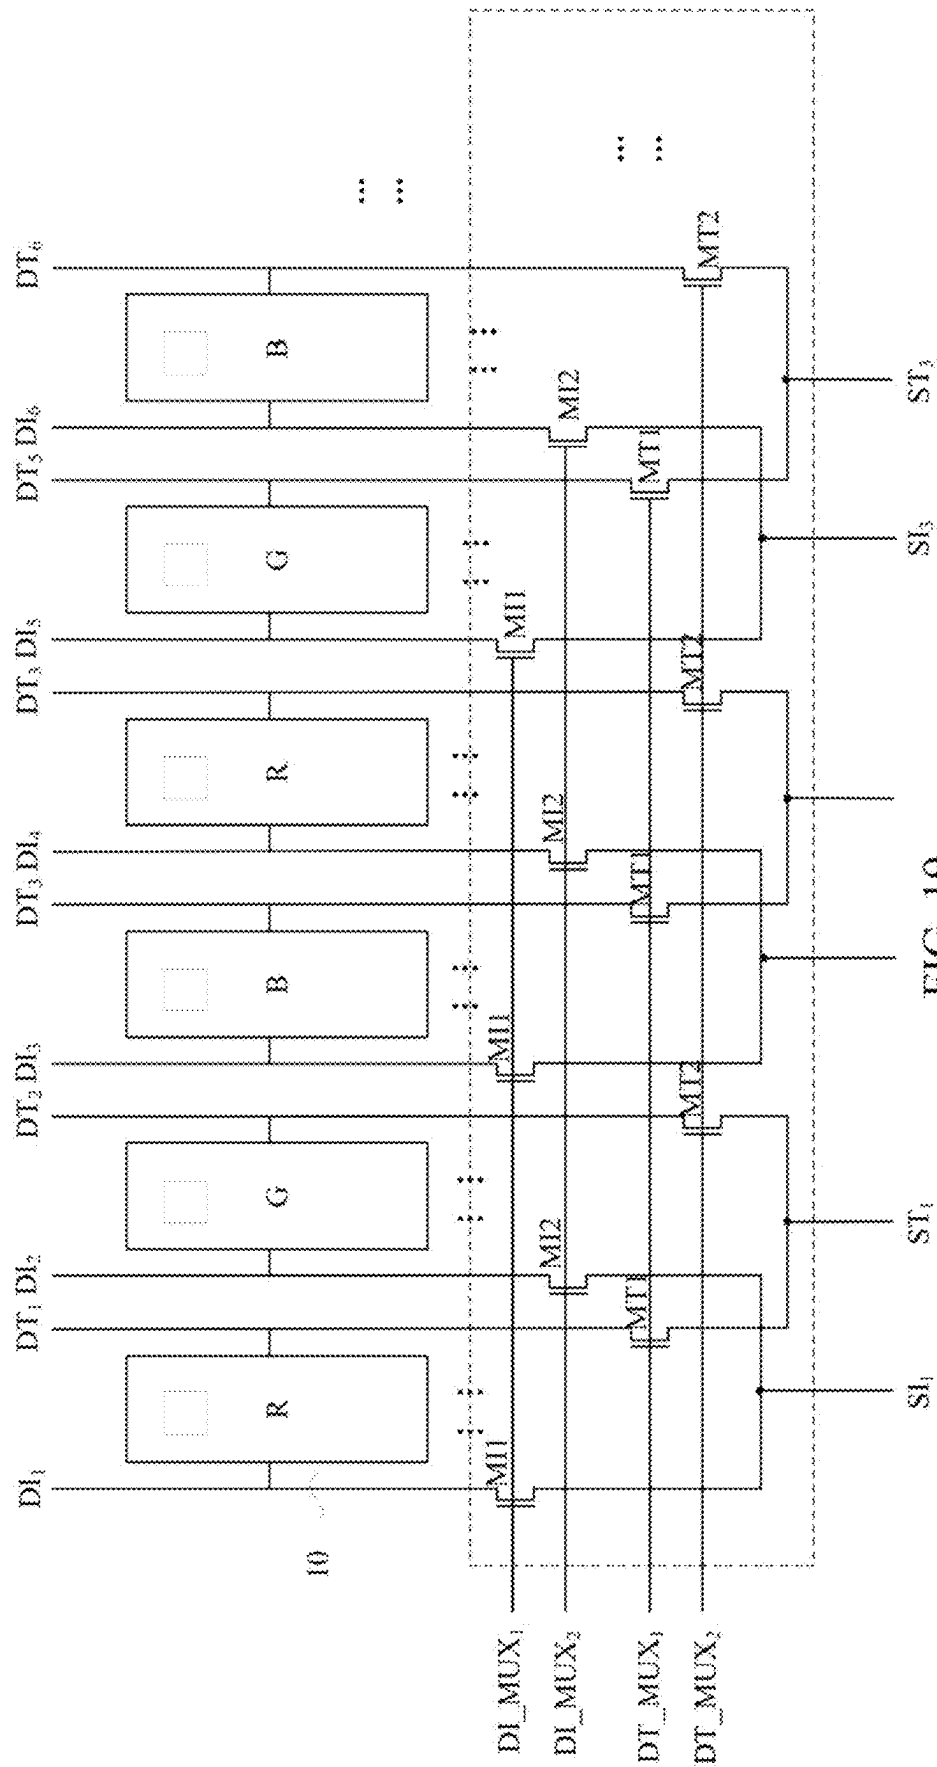 DI₁
DT₁ DI₂
DT₂ DI₃
DT₃ DI₄
DT₃ DI₅
DT₅ DI₆
DT₆
R
G
B
R
G
B
10
DI_MUX₁
MI1
MI1
MI1
DI_MUX₂
MI2
MI2
MI2
DT_MUX₁
MT1
MT1
MT1
DT_MUX₂
MT2
MT2
MT2
SI₁
ST₁
SI₃
ST₃
FIG.